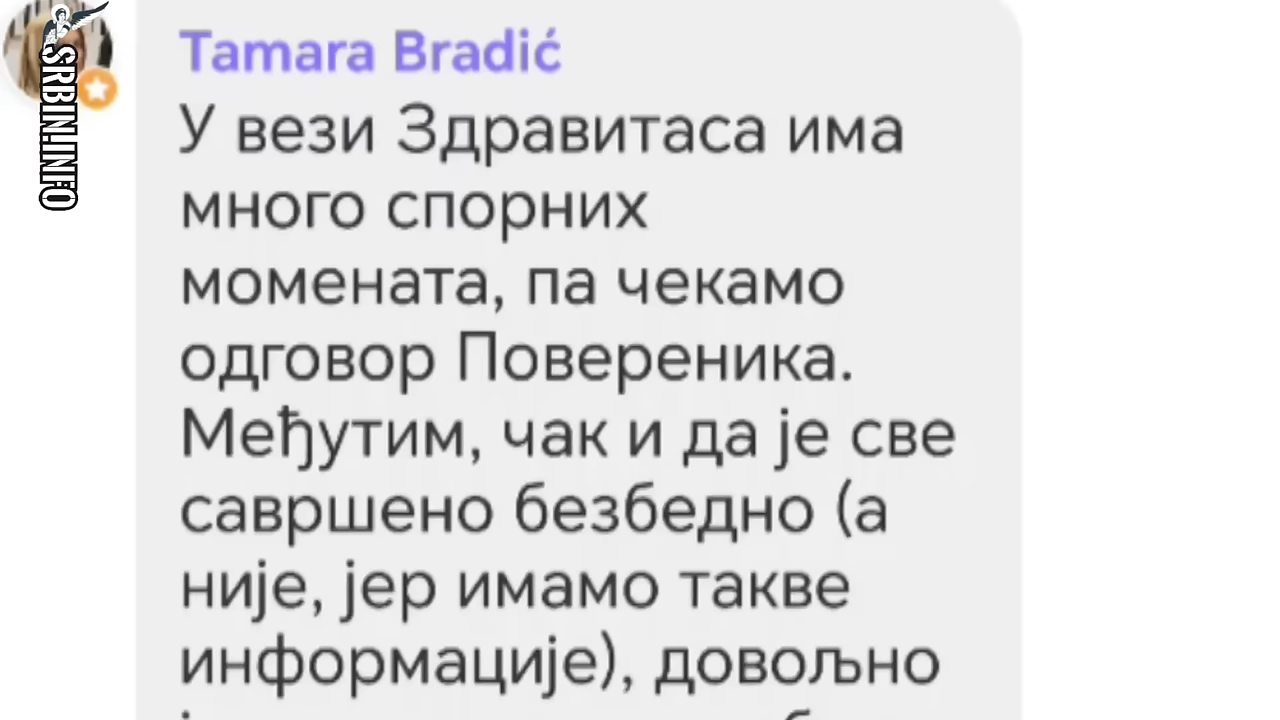 SRBIN.INFO
Tamara Bradić
У вези Здравитаса има
много спорних
момената, па чекамо
одговор Повереника.
Међутим, чак и да је све
савршено безбедно (а
није, јер имамо такве
информације), довољно